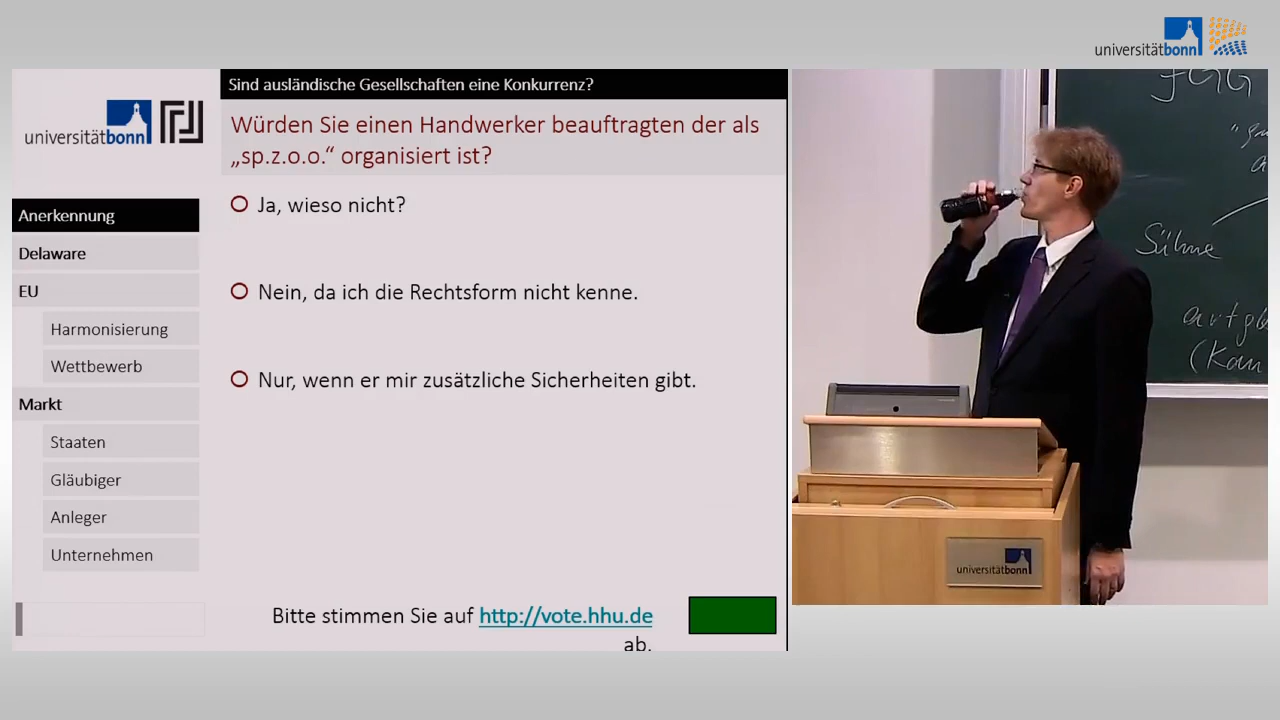 universitätbonn
Sind ausländische Gesellschaften eine Konkurrenz?
universitätbonn
Würden Sie einen Handwerker beauftragten der als
„sp.z.o.o.“ organisiert ist?
Anerkennung
Delaware
EU
Harmonisierung
Wettbewerb
Markt
Staaten
Gläubiger
Anleger
Unternehmen
Ja, wieso nicht?
Nein, da ich die Rechtsform nicht kenne.
Nur, wenn er mir zusätzliche Sicherheiten gibt.
Bitte stimmen Sie auf http://vote.hhu.de
ab.
Sühne
(Kam
universitätbonn